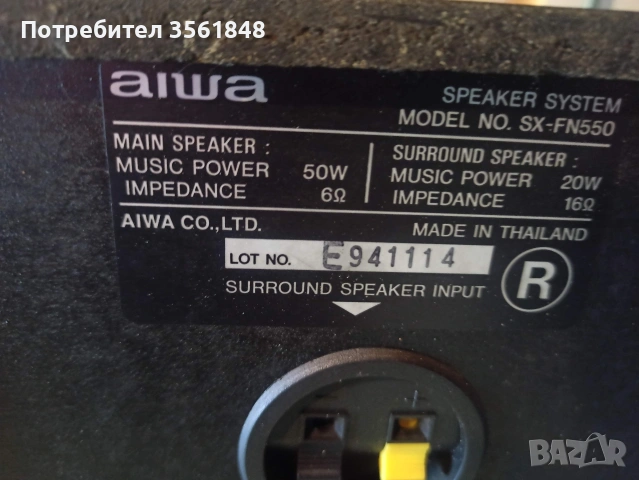 Потребител 3561848
aiwa
SPEAKER SYSTEM
MODEL NO. SX-FN550
MAIN SPEAKER :
MUSIC POWER 50W
IMPEDANCE 6Ω
SURROUND SPEAKER :
MUSIC POWER 20W
IMPEDANCE 16Ω
AIWA CO.,LTD.
MADE IN THAILAND
LOT NO. E941114
SURROUND SPEAKER INPUT
R
BAZAR